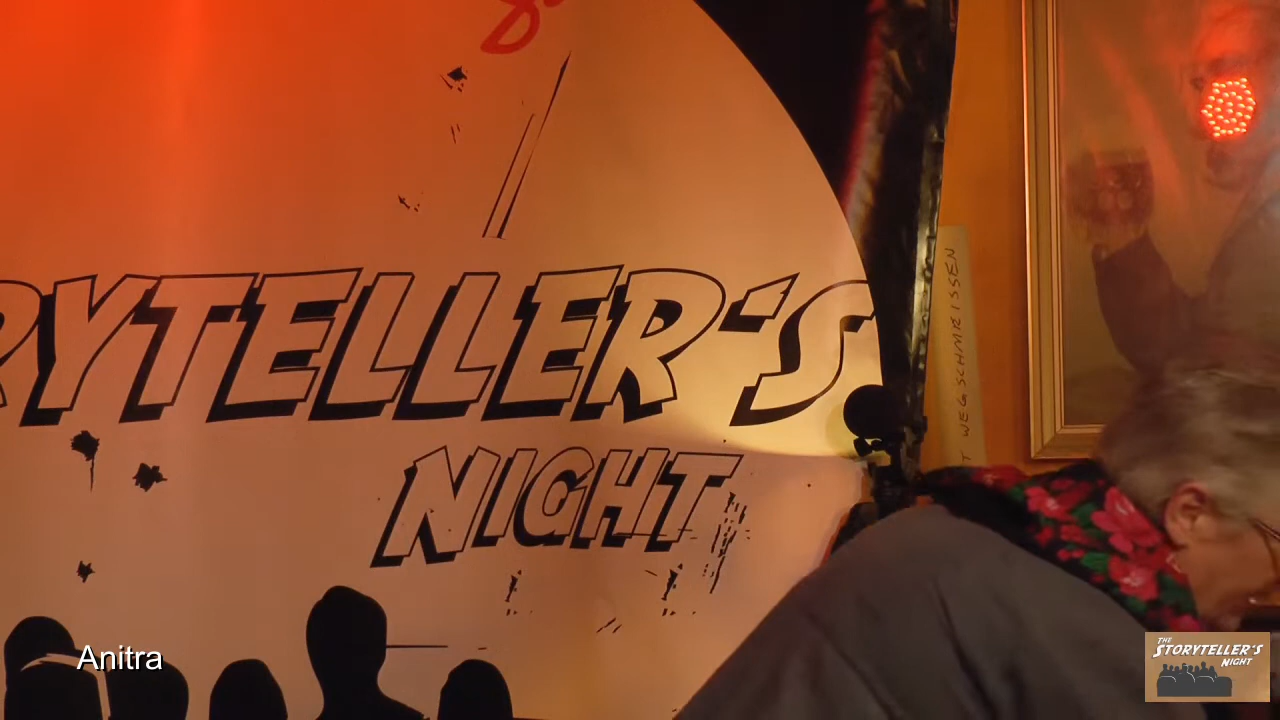 RYTELLER'S
NIGHT
WEGSCHMEISSEN
Anitra
THE
STORYTELLER'S
NIGHT